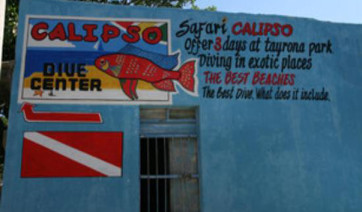 CALIPSO
DIVE
CENTER
Safari CALIPSO
Offer 3 days at tayrona park
Diving in exotic places
THE BEST BEACHES
The Best Dive. What does it include.